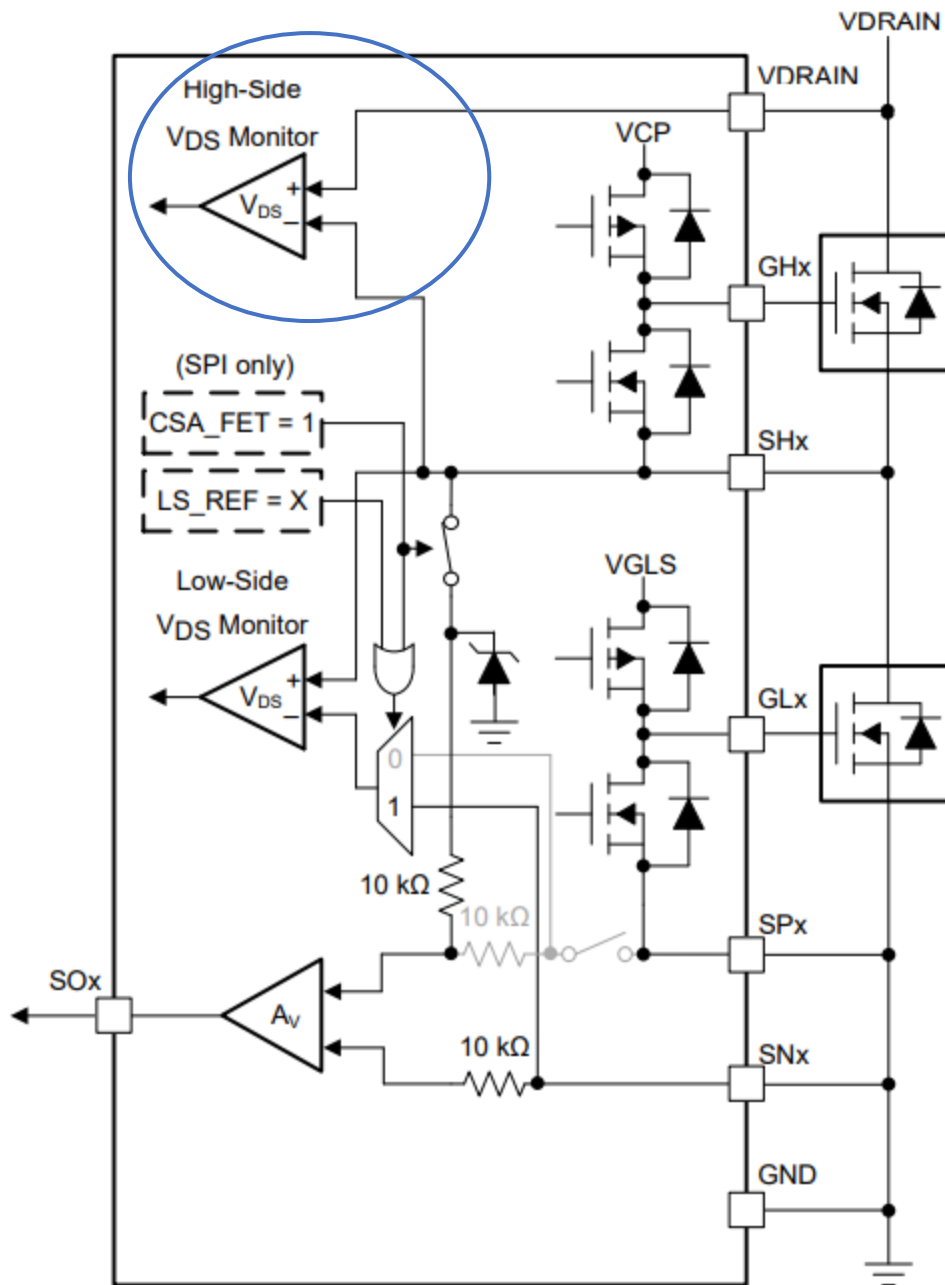 VDRAIN
High-Side
VDS Monitor
VDRAIN
+
VDS
−
VCP
GHx
(SPI only)
CSA_FET = 1
SHx
LS_REF = X
Low-Side
VDS Monitor
VGLS
+
VDS
−
GLx
0
1
10 kΩ
10 kΩ
SPx
SOx
AV
10 kΩ
SNx
GND